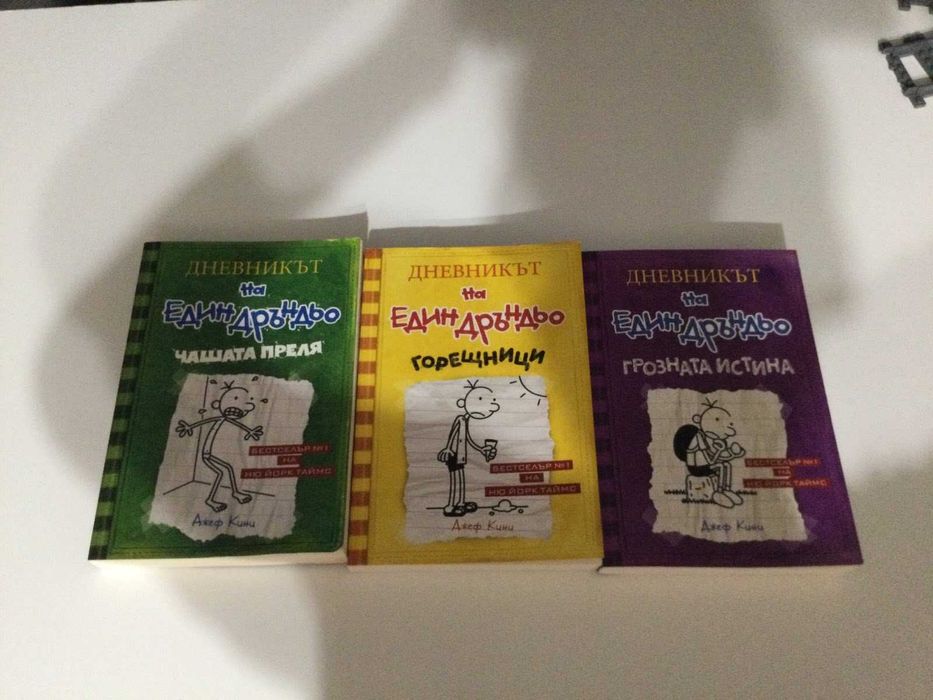 ДНЕВНИКЪТ
на
ЕДИН ДРЪНДЬО
ЧАШАТА ПРЕЛЯ
БЕСТСЕЛЪР №1
НА
НЮ ЙОРК ТАЙМС
Джеф Кини
ДНЕВНИКЪТ
на
ЕДИН ДРЪНДЬО
ГОРЕЩНИЦИ
БЕСТСЕЛЪР №1
НА
НЮ ЙОРК ТАЙМС
Джеф Кини
ДНЕВНИКЪТ
на
ЕДИН ДРЪНДЬО
ГРОЗНАТА ИСТИНА
БЕСТСЕЛЪР №1
НА
НЮ ЙОРК ТАЙМС
Джеф Кини